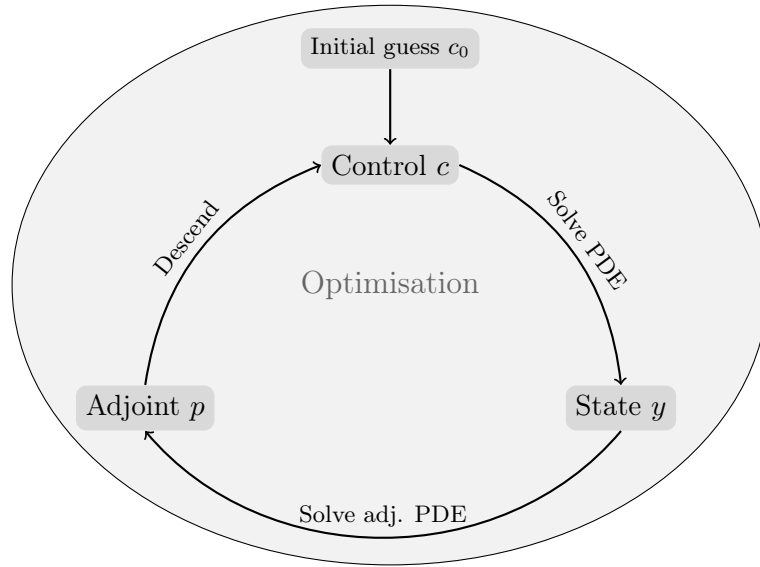 Initial guess c₀
Control c
Solve PDE
Descend
Optimisation
Adjoint p
State y
Solve adj. PDE